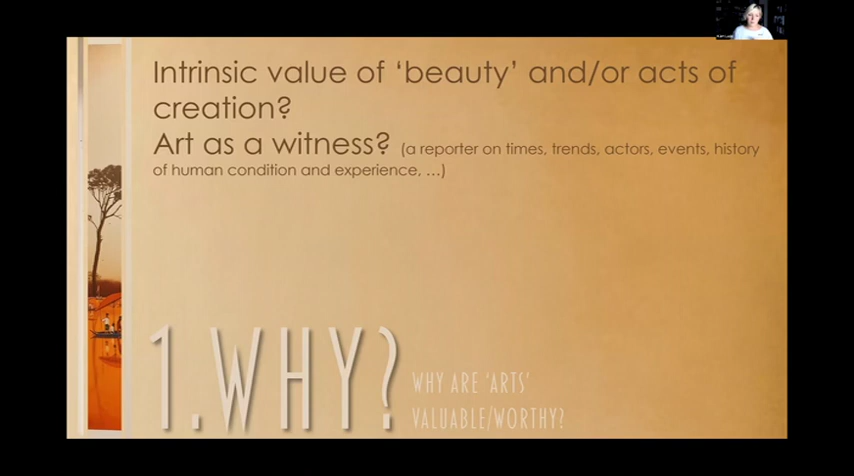 Intrinsic value of ‘beauty’ and/or acts of
creation?
Art as a witness? (a reporter on times, trends, actors, events, history
of human condition and experience, …)
1.WHY?
WHY ARE ‘ARTS’
VALUABLE/WORTHY?